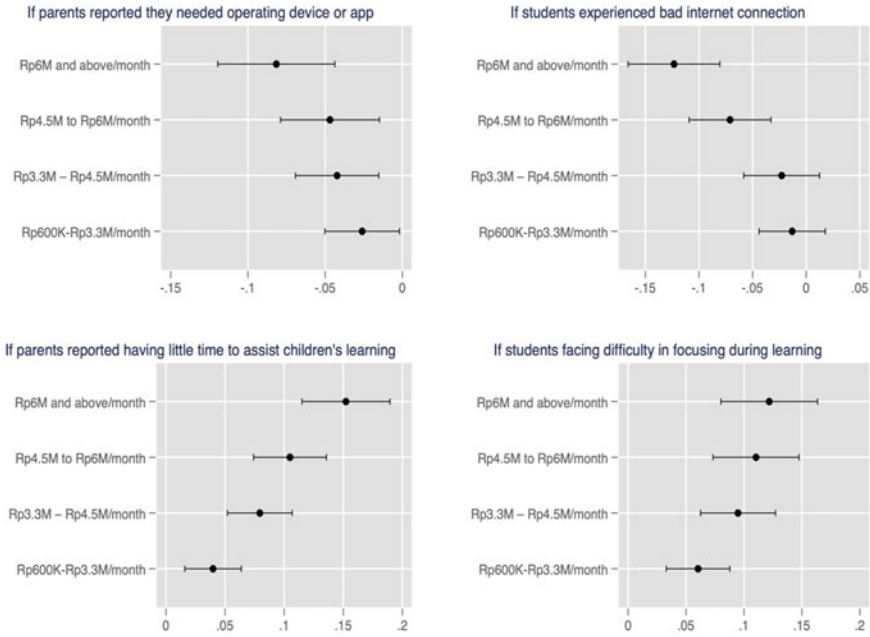 If parents reported they needed operating device or app
Rp6M and above/month
Rp4.5M to Rp6M/month
Rp3.3M – Rp4.5M/month
Rp600K-Rp3.3M/month
-.15 -.1 -.05 0
If students experienced bad internet connection
Rp6M and above/month
Rp4.5M to Rp6M/month
Rp3.3M – Rp4.5M/month
Rp600K-Rp3.3M/month
-.15 -.1 -.05 0 .05
If parents reported having little time to assist children's learning
Rp6M and above/month
Rp4.5M to Rp6M/month
Rp3.3M – Rp4.5M/month
Rp600K-Rp3.3M/month
0 .05 .1 .15 .2
If students facing difficulty in focusing during learning
Rp6M and above/month
Rp4.5M to Rp6M/month
Rp3.3M – Rp4.5M/month
Rp600K-Rp3.3M/month
0 .05 .1 .15 .2